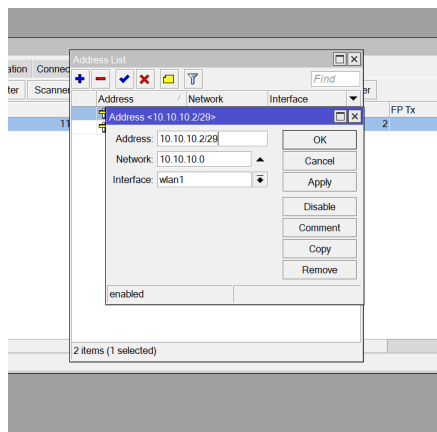 Address List
ation Connec
Find
ter Scanner er
Address Network Interface
FP Tx
Address <10.10.10.2/29>
11 2
Address: 10.10.10.2/29 OK
Network: 10.10.10.0 Cancel
Interface: wlan1 Apply
Disable
Comment
Copy
Remove
enabled
2 items (1 selected)